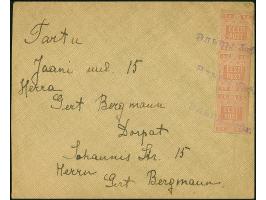 Tartu
Jaani uul. 15
Herra
Gert Bergmann
Dorpat
Johannis Str. 15
Herrn
Gert Bergmann